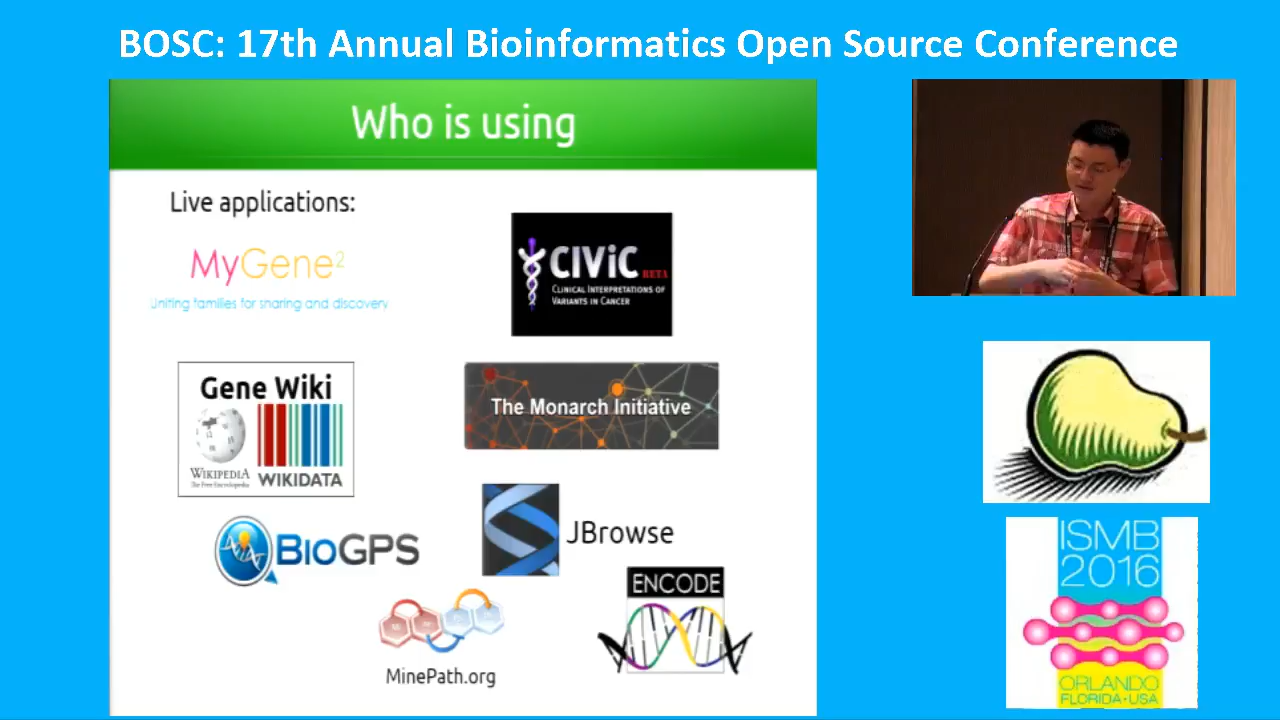 BOSC: 17th Annual Bioinformatics Open Source Conference
Who is using
Live applications:
MyGene2
Uniting families for sharing and discovery
CIViC BETA
CLINICAL INTERPRETATIONS OF
VARIANTS IN CANCER
Gene Wiki
WIKIPEDIA
The Free Encyclopedia
WIKIDATA
The Monarch Initiative
BioGPS
JBrowse
MinePath.org
ENCODE
ISMB
2016
ORLANDO
FLORIDA • USA